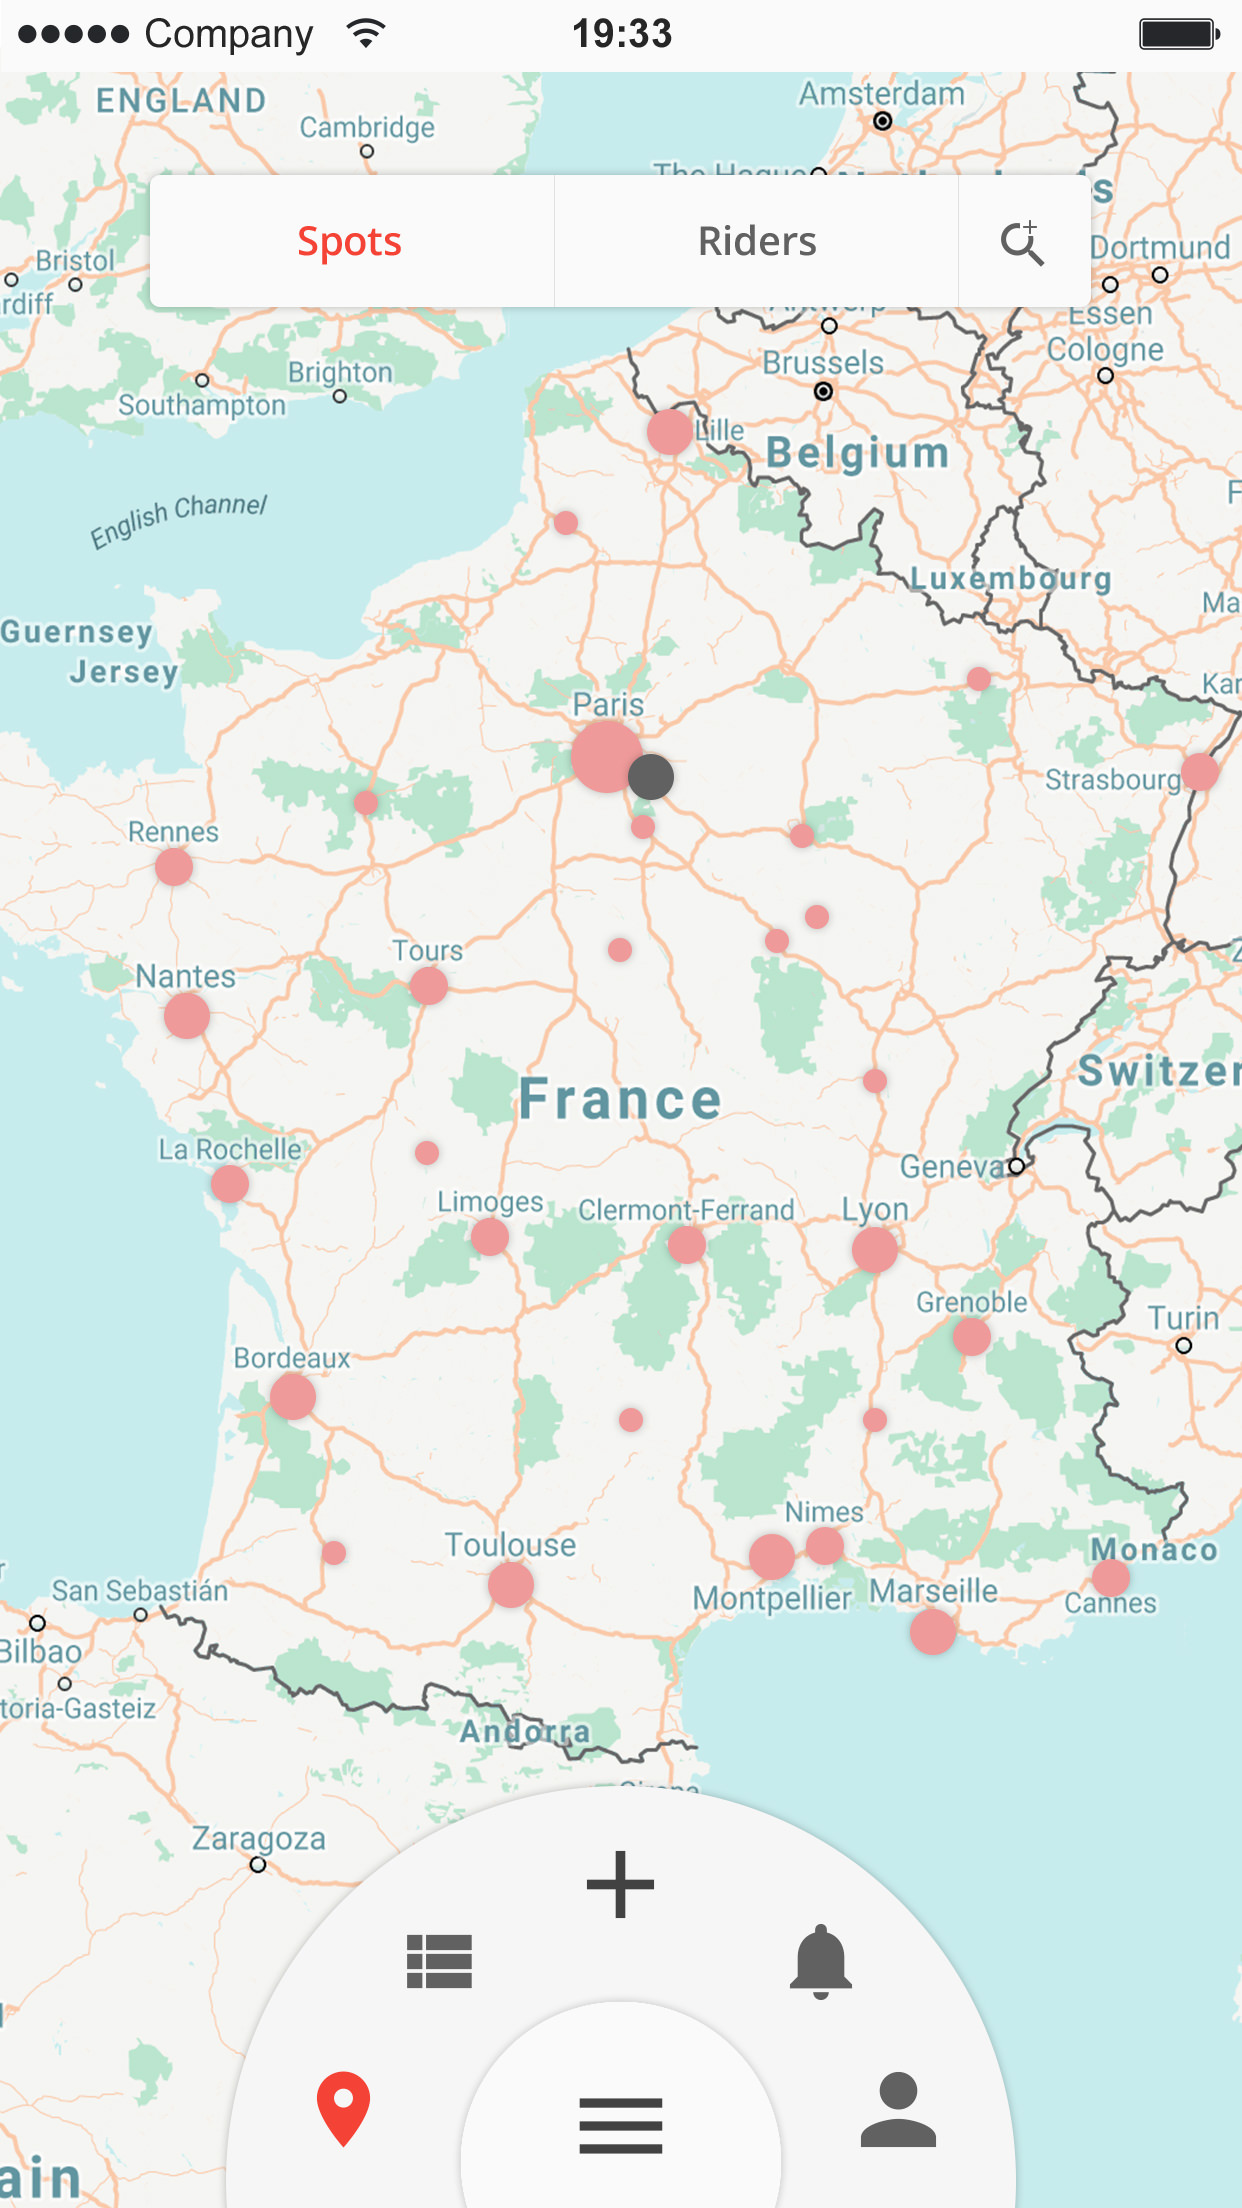 Company 19:33
ENGLAND
Amsterdam
Cambridge
The Hague
Spots
Riders
Dortmund
Bristol
Essen
Brighton
Brussels
Cologne
Southampton
Lille
Belgium
English Channel
Luxembourg
Guernsey
Jersey
Paris
Strasbourg
Rennes
Tours
Nantes
France
Switzer
La Rochelle
Geneva
Limoges
Clermont-Ferrand
Lyon
Grenoble
Turin
Bordeaux
Nimes
Toulouse
Monaco
San Sebastián
Montpellier
Marseille
Cannes
Bilbao
toria-Gasteiz
Andorra
Zaragoza
ain